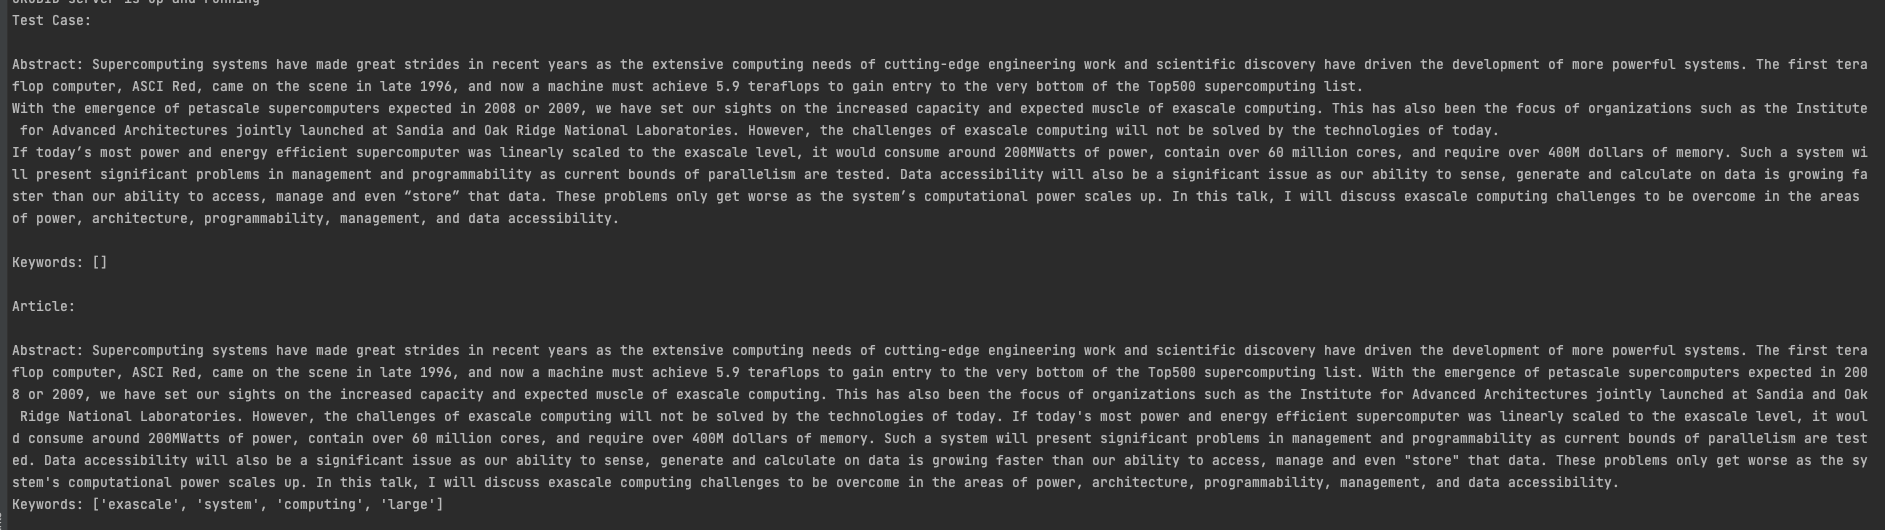 GROBID server is up and running
Test Case:
Abstract: Supercomputing systems have made great strides in recent years as the extensive computing needs of cutting-edge engineering work and scientific discovery have driven the development of more powerful systems. The first tera
flop computer, ASCI Red, came on the scene in late 1996, and now a machine must achieve 5.9 teraflops to gain entry to the very bottom of the Top500 supercomputing list.
With the emergence of petascale supercomputers expected in 2008 or 2009, we have set our sights on the increased capacity and expected muscle of exascale computing. This has also been the focus of organizations such as the Institute
for Advanced Architectures jointly launched at Sandia and Oak Ridge National Laboratories. However, the challenges of exascale computing will not be solved by the technologies of today.
If today’s most power and energy efficient supercomputer was linearly scaled to the exascale level, it would consume around 200MWatts of power, contain over 60 million cores, and require over 400M dollars of memory. Such a system wi
ll present significant problems in management and programmability as current bounds of parallelism are tested. Data accessibility will also be a significant issue as our ability to sense, generate and calculate on data is growing fa
ster than our ability to access, manage and even “store” that data. These problems only get worse as the system’s computational power scales up. In this talk, I will discuss exascale computing challenges to be overcome in the areas
of power, architecture, programmability, management, and data accessibility.
Keywords: []
Article:
Abstract: Supercomputing systems have made great strides in recent years as the extensive computing needs of cutting-edge engineering work and scientific discovery have driven the development of more powerful systems. The first tera
flop computer, ASCI Red, came on the scene in late 1996, and now a machine must achieve 5.9 teraflops to gain entry to the very bottom of the Top500 supercomputing list. With the emergence of petascale supercomputers expected in 200
8 or 2009, we have set our sights on the increased capacity and expected muscle of exascale computing. This has also been the focus of organizations such as the Institute for Advanced Architectures jointly launched at Sandia and Oak
Ridge National Laboratories. However, the challenges of exascale computing will not be solved by the technologies of today. If today's most power and energy efficient supercomputer was linearly scaled to the exascale level, it woul
d consume around 200MWatts of power, contain over 60 million cores, and require over 400M dollars of memory. Such a system will present significant problems in management and programmability as current bounds of parallelism are test
ed. Data accessibility will also be a significant issue as our ability to sense, generate and calculate on data is growing faster than our ability to access, manage and even "store" that data. These problems only get worse as the sy
stem's computational power scales up. In this talk, I will discuss exascale computing challenges to be overcome in the areas of power, architecture, programmability, management, and data accessibility.
Keywords: ['exascale', 'system', 'computing', 'large']